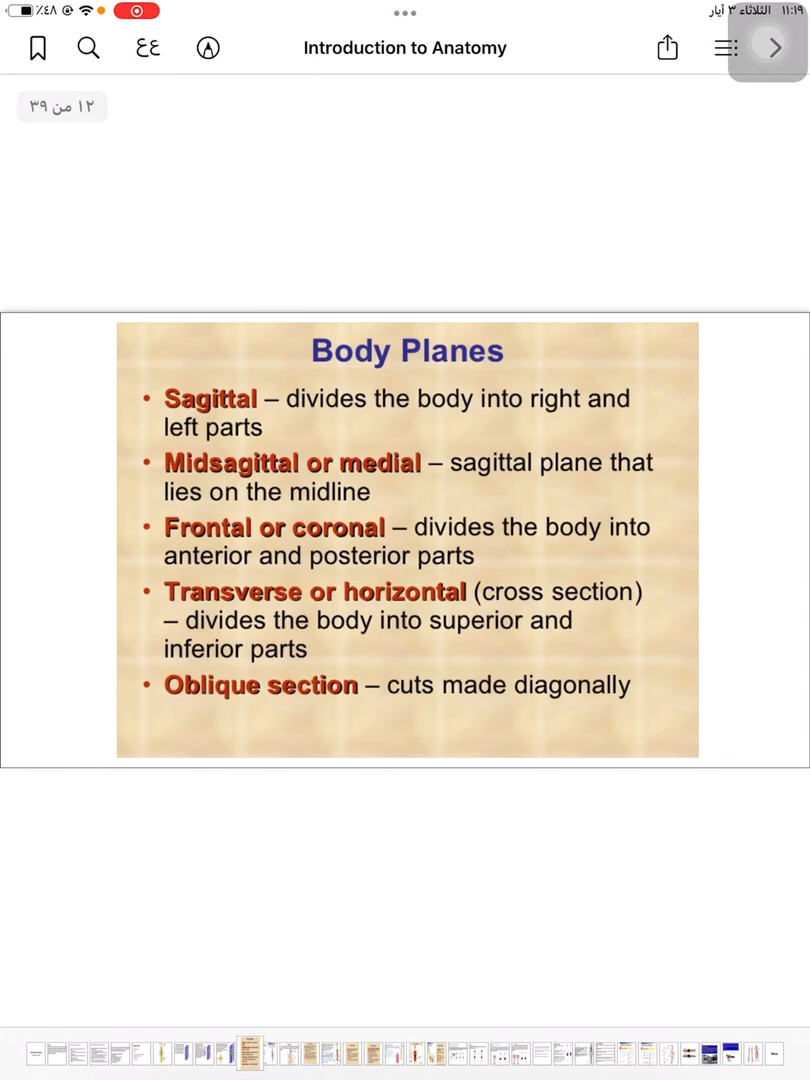 ٪٤٨
١١:١٩ الثلاثاء ٣ أيار
عع
Introduction to Anatomy
١٢ من ٣٩
Body Planes
• Sagittal – divides the body into right and
left parts
• Midsagittal or medial – sagittal plane that
lies on the midline
• Frontal or coronal – divides the body into
anterior and posterior parts
• Transverse or horizontal (cross section)
– divides the body into superior and
inferior parts
• Oblique section – cuts made diagonally